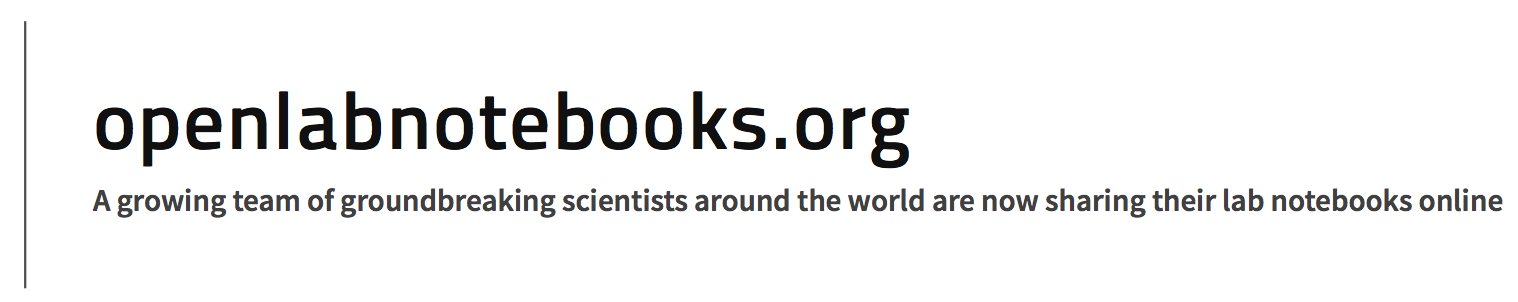 openlabnotebooks.org
A growing team of groundbreaking scientists around the world are now sharing their lab notebooks online